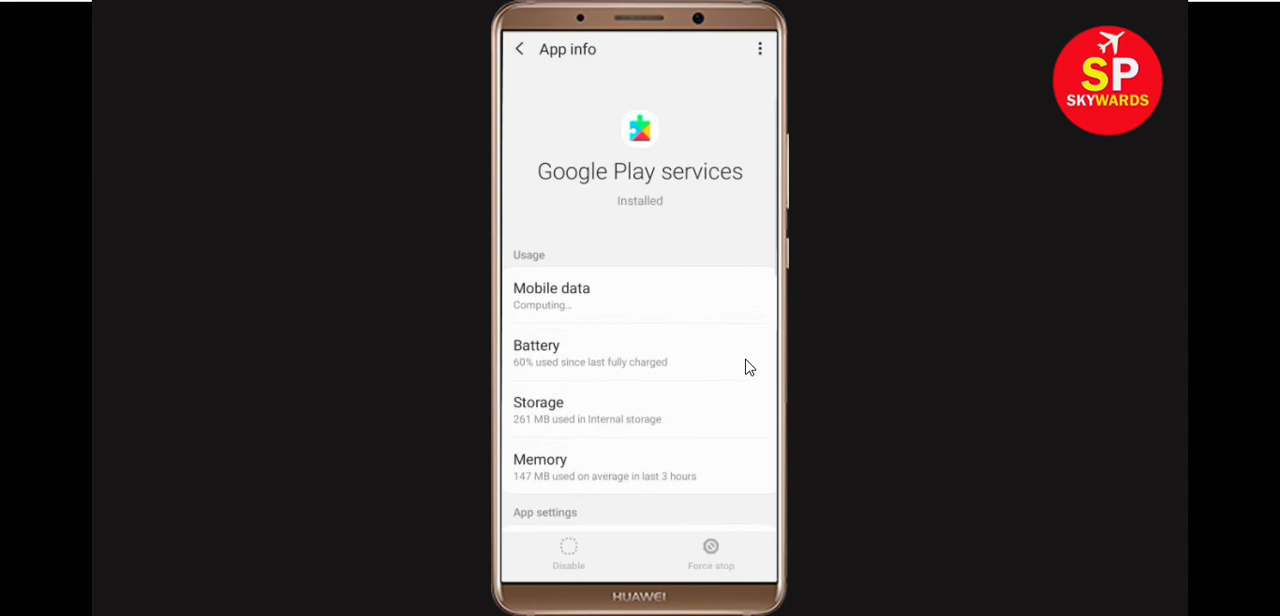 App info
SP
SKYWARDS
Google Play services
Installed
Usage
Mobile data
Computing...
Battery
60% used since last fully charged
Storage
261 MB used in Internal storage
Memory
147 MB used on average in last 3 hours
App settings
Disable
Force stop
HUAWEI